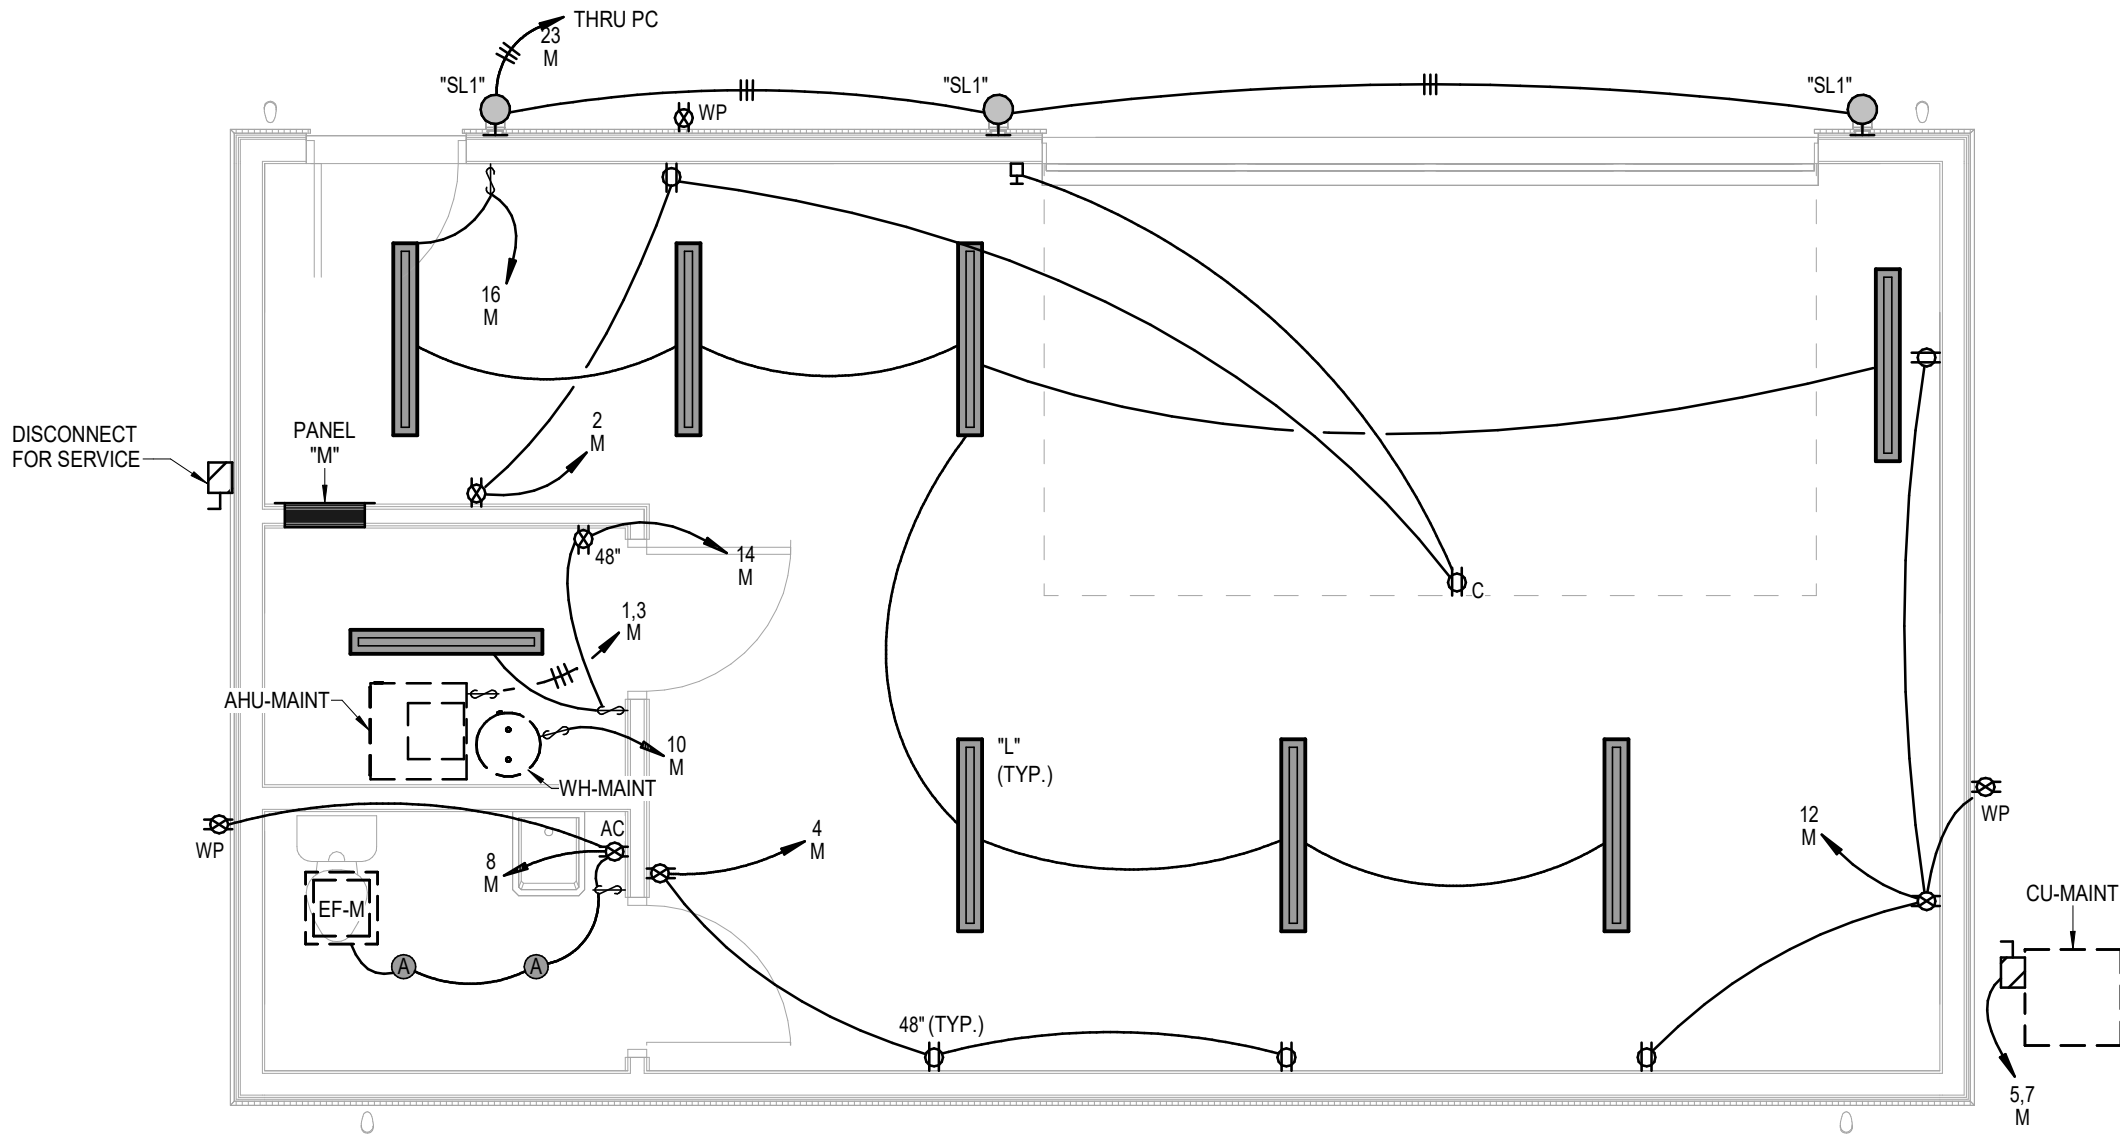 THRU PC
23
M
"SL1"
"SL1"
"SL1"
WP
16
M
DISCONNECT
FOR SERVICE
PANEL
"M"
2
M
48"
14
M
C
1,3
M
AHU-MAINT
10
M
WH-MAINT
"L"
(TYP.)
WP
AC
8
M
4
M
12
M
WP
EF-M
CU-MAINT
A
A
48" (TYP.)
5,7
M